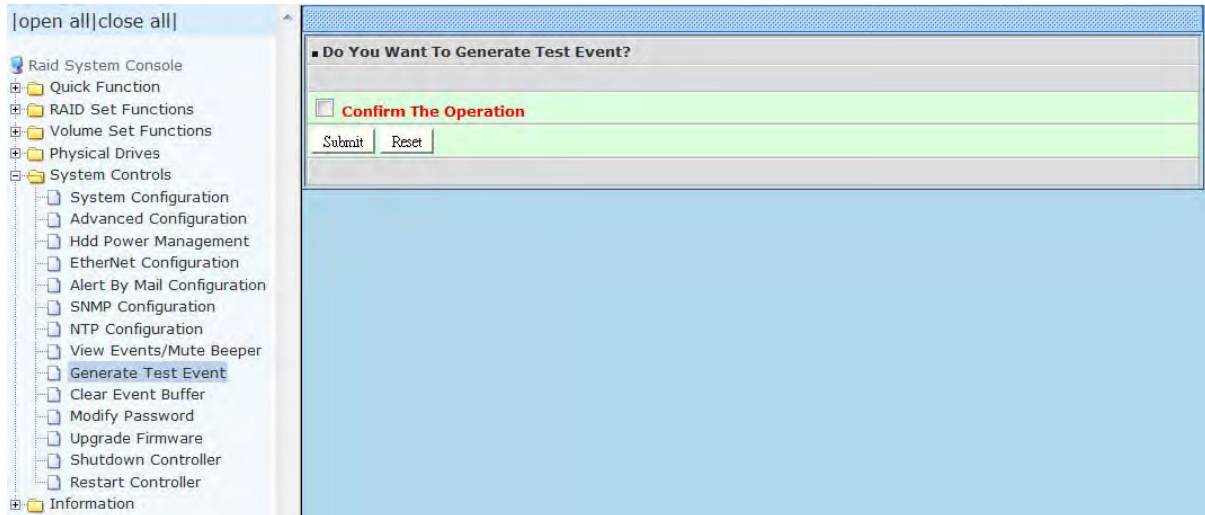 |open all|close all|
Raid System Console
Quick Function
RAID Set Functions
Volume Set Functions
Physical Drives
System Controls
System Configuration
Advanced Configuration
Hdd Power Management
EtherNet Configuration
Alert By Mail Configuration
SNMP Configuration
NTP Configuration
View Events/Mute Beeper
Generate Test Event
Clear Event Buffer
Modify Password
Upgrade Firmware
Shutdown Controller
Restart Controller
Information
Do You Want To Generate Test Event?
Confirm The Operation
Submit Reset